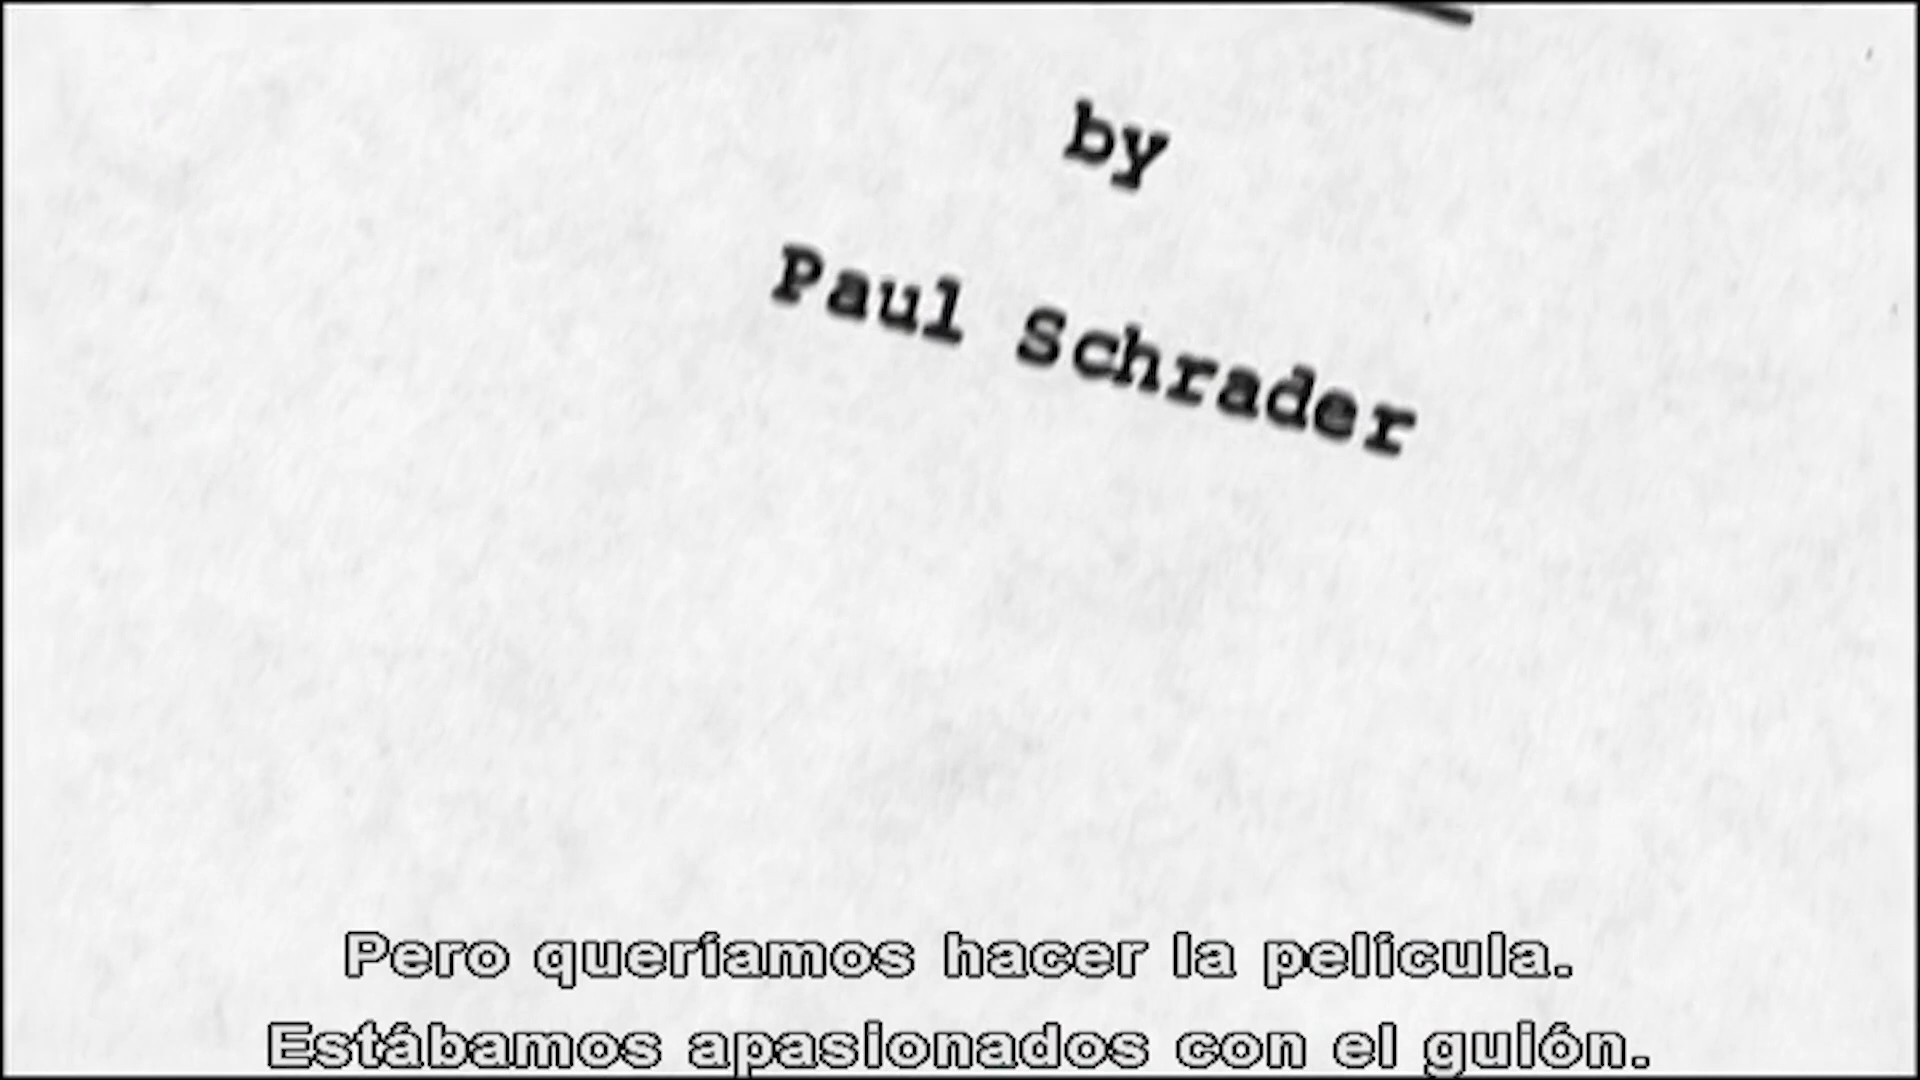 by
Paul Schrader
Pero queríamos hacer la película.
Estábamos apasionados con el guión.